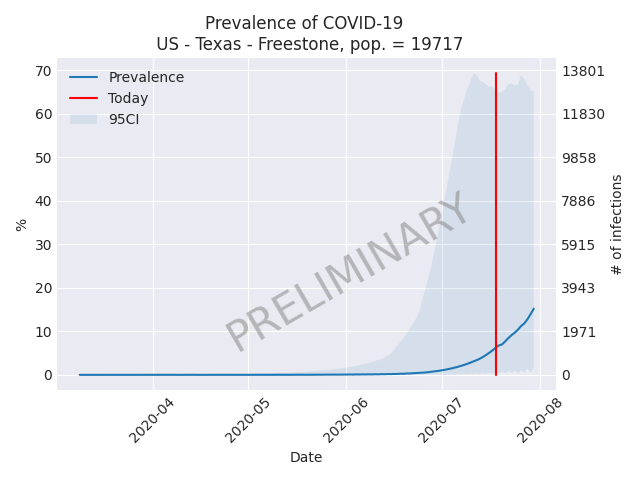 Prevalence of COVID-19
US - Texas - Freestone, pop. = 19717
Prevalence
Today
95CI
70
60
50
40
30
20
10
0
%
13801
11830
9858
7886
5915
3943
1971
0
# of infections
PRELIMINARY
2020-04
2020-05
2020-06
2020-07
2020-08
Date